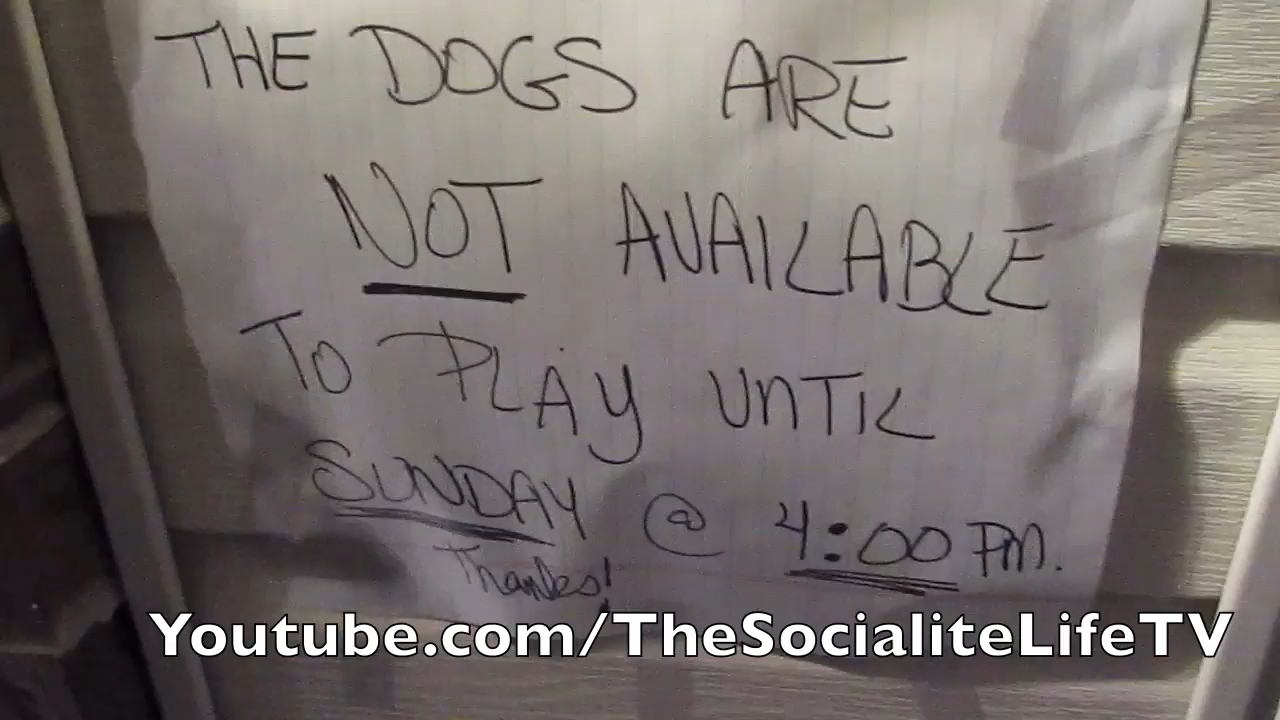 THE DOGS ARE
NOT AVAILABLE
TO PLAY UNTIL
SUNDAY @ 4:00 PM.
Thanks!
Youtube.com/TheSocialiteLifeTV